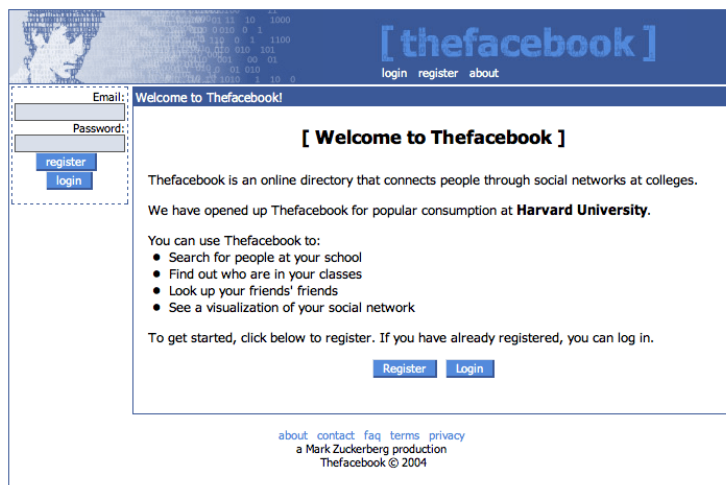 [ thefacebook ]
login register about
Email:
Password:
register
login
Welcome to Thefacebook!
[ Welcome to Thefacebook ]
Thefacebook is an online directory that connects people through social networks at colleges.
We have opened up Thefacebook for popular consumption at Harvard University.
You can use Thefacebook to:
● Search for people at your school
● Find out who are in your classes
● Look up your friends' friends
● See a visualization of your social network
To get started, click below to register. If you have already registered, you can log in.
Register Login
about contact faq terms privacy
a Mark Zuckerberg production
Thefacebook © 2004